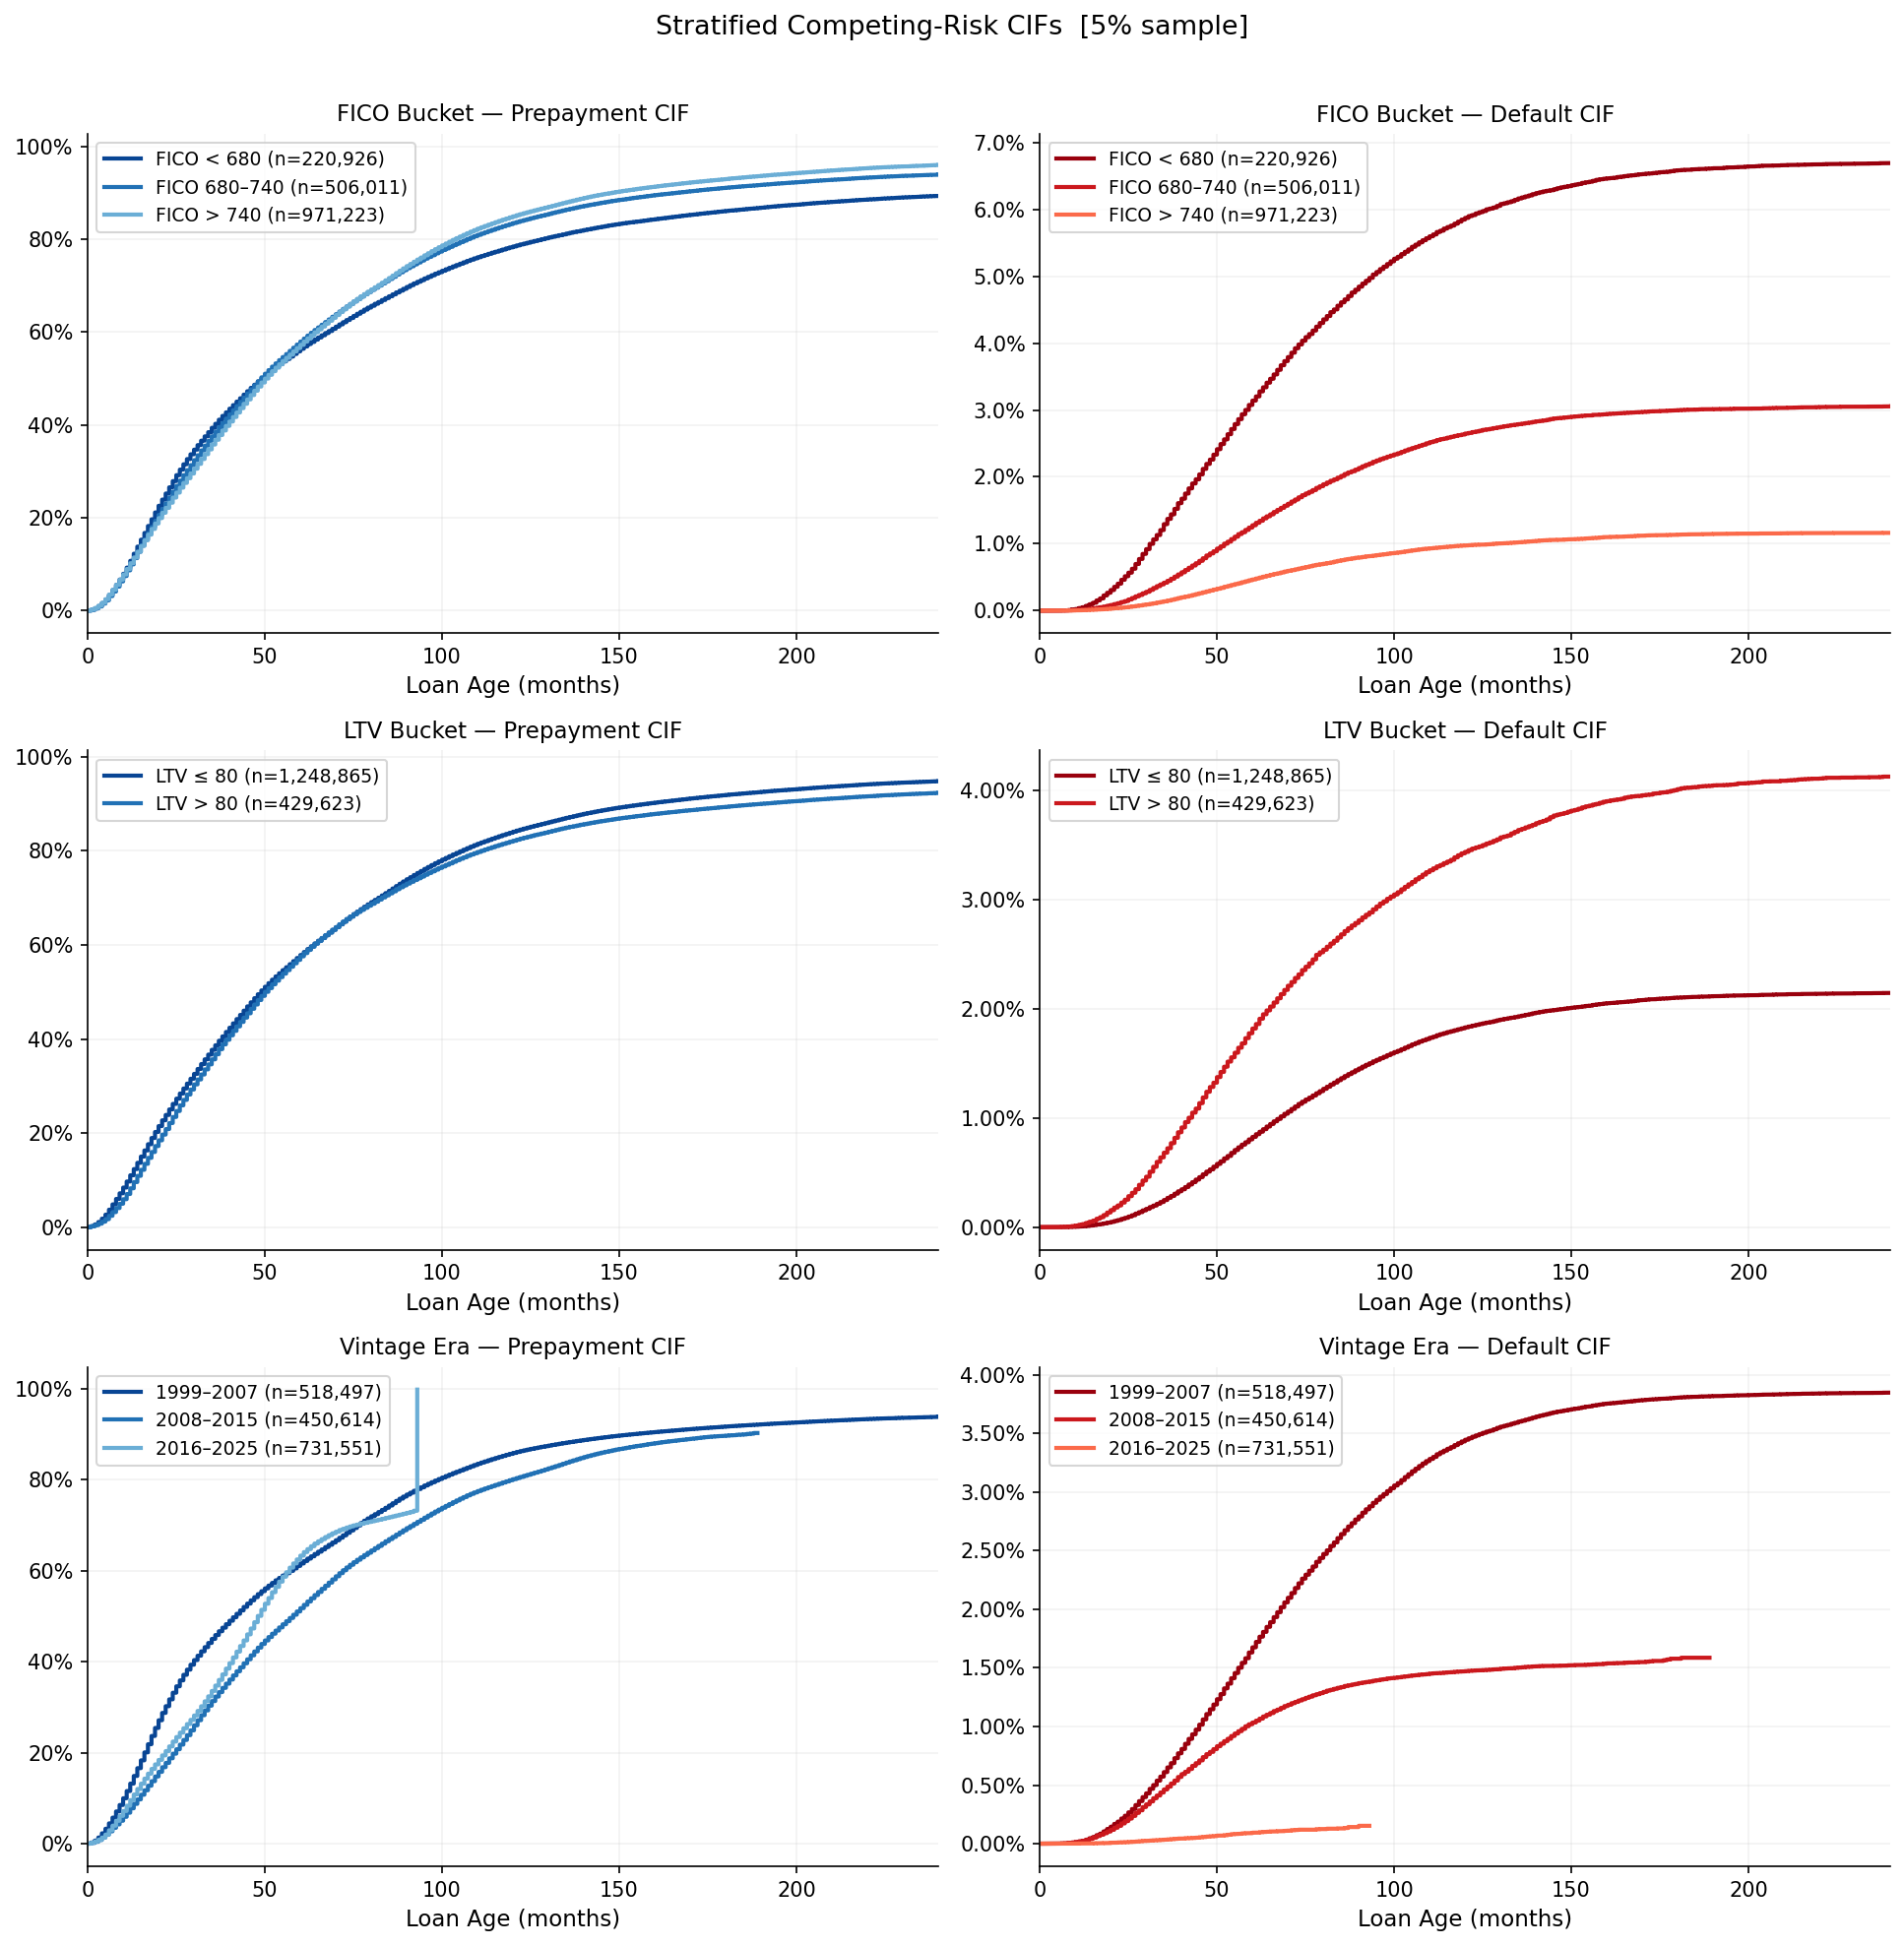 Stratified Competing-Risk CIFs [5% sample]
FICO Bucket — Prepayment CIF
100%
80%
60%
40%
20%
0%
FICO < 680 (n=220,926)
FICO 680–740 (n=506,011)
FICO > 740 (n=971,223)
0 50 100 150 200
Loan Age (months)
FICO Bucket — Default CIF
7.0%
6.0%
5.0%
4.0%
3.0%
2.0%
1.0%
0.0%
FICO < 680 (n=220,926)
FICO 680–740 (n=506,011)
FICO > 740 (n=971,223)
0 50 100 150 200
Loan Age (months)
LTV Bucket — Prepayment CIF
100%
80%
60%
40%
20%
0%
LTV ≤ 80 (n=1,248,865)
LTV > 80 (n=429,623)
0 50 100 150 200
Loan Age (months)
LTV Bucket — Default CIF
4.00%
3.00%
2.00%
1.00%
0.00%
LTV ≤ 80 (n=1,248,865)
LTV > 80 (n=429,623)
0 50 100 150 200
Loan Age (months)
Vintage Era — Prepayment CIF
100%
80%
60%
40%
20%
0%
1999–2007 (n=518,497)
2008–2015 (n=450,614)
2016–2025 (n=731,551)
0 50 100 150 200
Loan Age (months)
Vintage Era — Default CIF
4.00%
3.50%
3.00%
2.50%
2.00%
1.50%
1.00%
0.50%
0.00%
1999–2007 (n=518,497)
2008–2015 (n=450,614)
2016–2025 (n=731,551)
0 50 100 150 200
Loan Age (months)